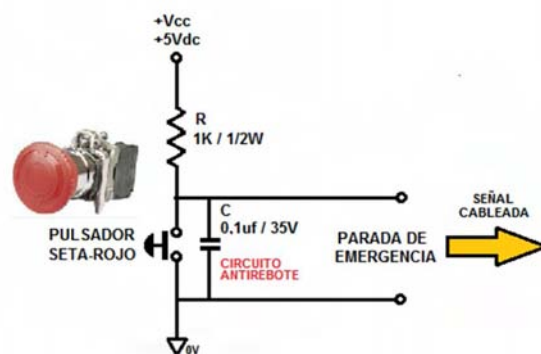 +Vcc
+5Vdc
R
1K / 1/2W
C
0,1uf / 35V
PULSADOR
SETA-ROJO
CIRCUITO
ANTIREBOTE
PARADA DE
EMERGENCIA
SEÑAL
CABLEADA
0V